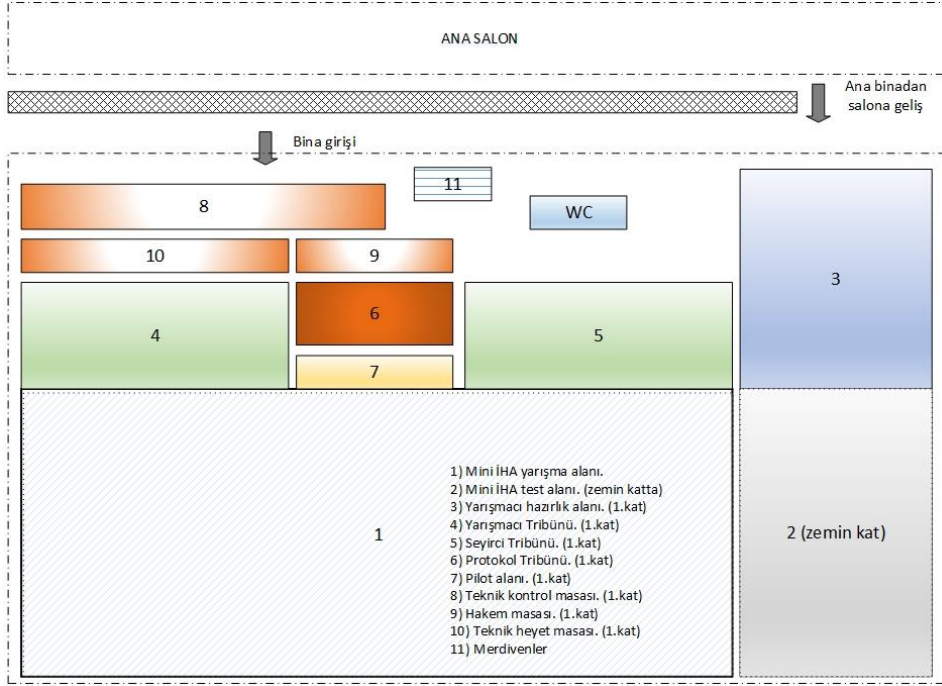 ANA SALON
Ana binadan
salona geliş
Bina girişi
11
8
WC
10
9
3
6
4
5
7
1) Mini İHA yarışma alanı.
2) Mini İHA test alanı. (zemin katta)
3) Yarışmacı hazırlık alanı. (1.kat)
4) Yarışmacı Tribünü. (1.kat)
5) Seyirci Tribünü. (1.kat)
6) Protokol Tribünü. (1.kat)
7) Pilot alanı. (1.kat)
8) Teknik kontrol masası. (1.kat)
9) Hakem masası. (1.kat)
10) Teknik heyet masası. (1.kat)
11) Merdivenler
1
2 (zemin kat)